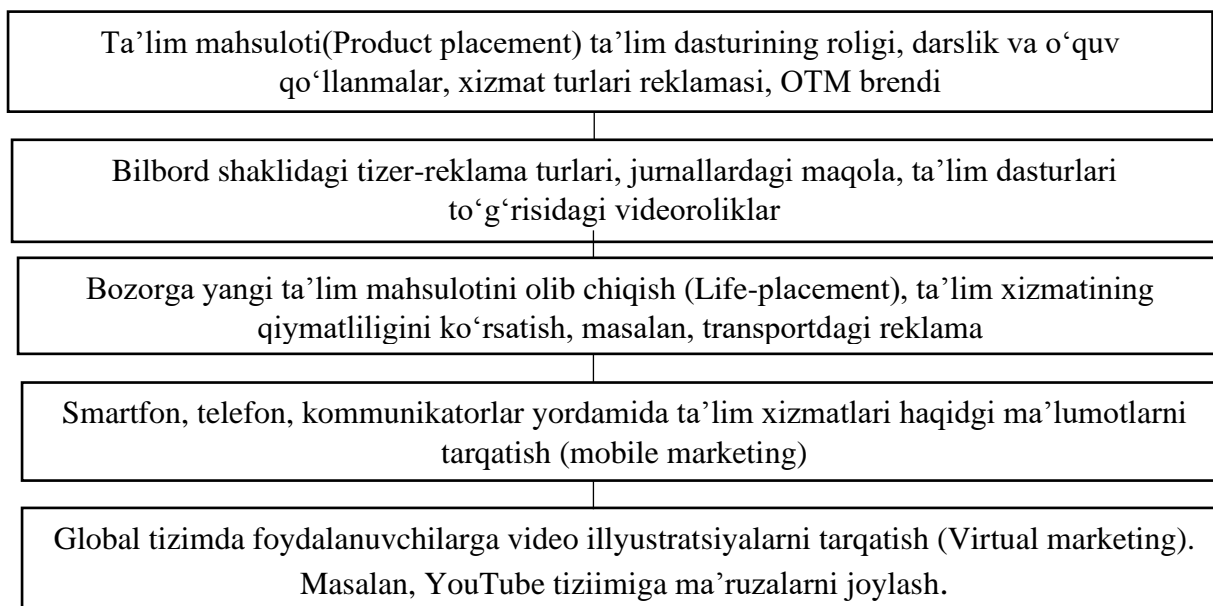 Ta’lim mahsuloti(Product placement) ta’lim dasturining roligi, darslik va o‘quv
qo‘llanmalar, xizmat turlari reklamasi, OTM brendi
Bilbord shaklidagi tizer-reklama turlari, jurnallardagi maqola, ta’lim dasturlari
to‘g‘risidagi videoroliklar
Bozorga yangi ta’lim mahsulotini olib chiqish (Life-placement), ta’lim xizmatining
qiymatliligini ko‘rsatish, masalan, transportdagi reklama
Smartfon, telefon, kommunikatorlar yordamida ta’lim xizmatlari haqidgi ma’lumotlarni
tarqatish (mobile marketing)
Global tizimda foydalanuvchilarga video illyustratsiyalarni tarqatish (Virtual marketing).
Masalan, YouTube tiziimiga ma’ruzalarni joylash.